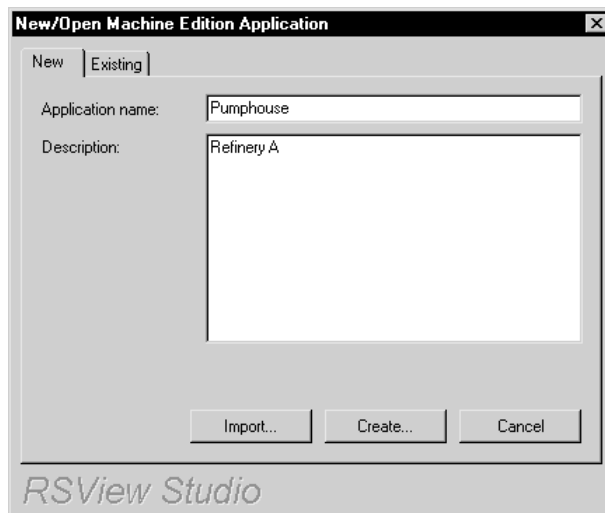 New/Open Machine Edition Application
New Existing
Application name: Pumphouse
Description: Refinery A
Import... Create... Cancel
RSView Studio